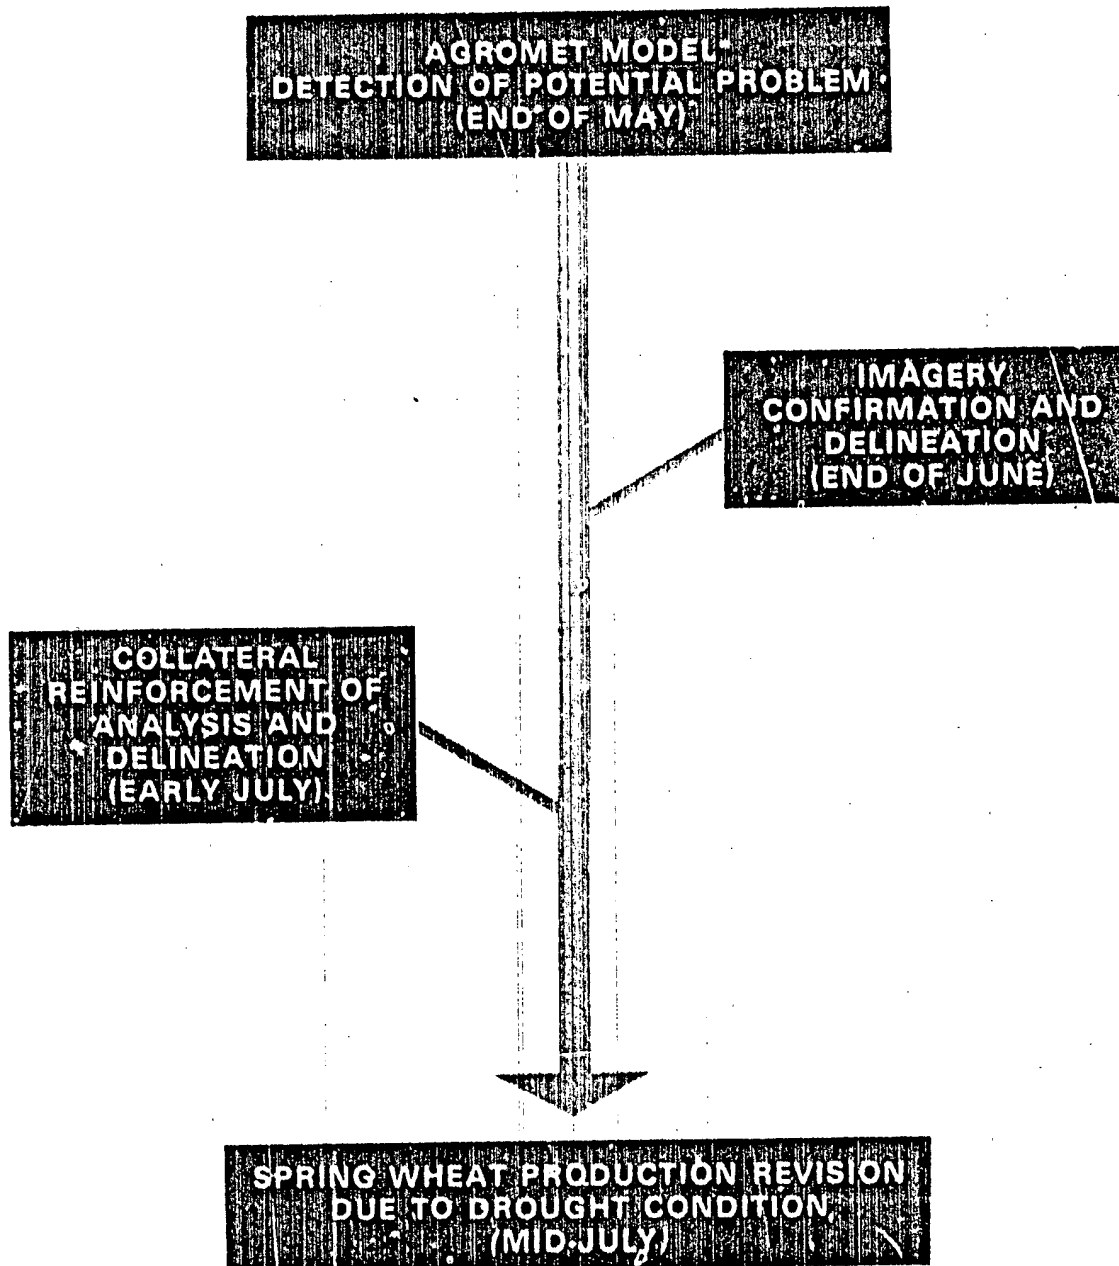 AGROMET MODEL
DETECTION OF POTENTIAL PROBLEM
(END OF MAY)
IMAGERY
CONFIRMATION AND
DELINEATION
(END OF JUNE)
COLLATERAL
REINFORCEMENT OF
ANALYSIS AND
DELINEATION
(EARLY JULY)
SPRING WHEAT PRODUCTION REVISION
DUE TO DROUGHT CONDITION
(MID-JULY)